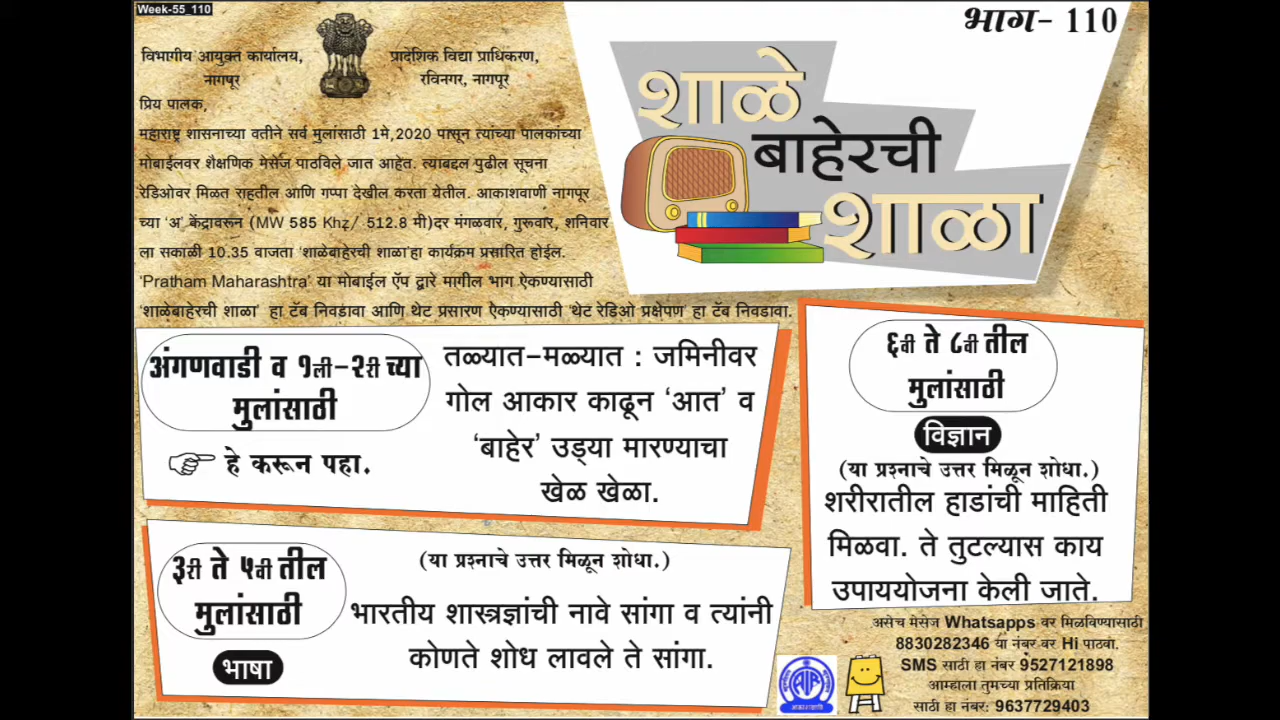 Week-55_110
भाग- 110
विभागीय आयुक्त कार्यालय,
नागपूर
प्रादेशिक विद्या प्राधिकरण,
रविनगर, नागपूर
शाळे
बाहेरची
शाळा
प्रिय पालक,
महाराष्ट्र शासनाच्या वतीने सर्व मुलांसाठी 1मे,2020 पासून त्यांच्या पालकांच्या
मोबाईलवर शैक्षणिक मेसेज पाठविले जात आहेत. त्याबद्दल पुढील सूचना
रेडिओवर मिळत राहतील आणि गप्पा देखील करता येतील. आकाशवाणी नागपूर
च्या 'अ' केंद्रावरून (MW 585 Khz/ 512.8 मी)दर मंगळवार, गुरूवार, शनिवार
ला सकाळी 10.35 वाजता 'शाळेबाहेरची शाळा'हा कार्यक्रम प्रसारित होईल.
'Pratham Maharashtra' या मोबाईल ऍप द्वारे मागील भाग ऐकण्यासाठी
'शाळेबाहेरची शाळा' हा टॅब निवडावा आणि थेट प्रसारण ऐकण्यासाठी 'थेट रेडिओ प्रक्षेपण' हा टॅब निवडावा.
अंगणवाडी व १ली-२री च्या
मुलांसाठी
हे करून पहा.
तळ्यात-मळ्यात : जमिनीवर
गोल आकार काढून 'आत' व
'बाहेर' उड्या मारण्याचा
खेळ खेळा.
६वी ते ८वी तील
मुलांसाठी
विज्ञान
(या प्रश्नाचे उत्तर मिळून शोधा.)
शरीरातील हाडांची माहिती
मिळवा. ते तुटल्यास काय
उपाययोजना केली जाते.
३री ते ५वी तील
मुलांसाठी
भाषा
(या प्रश्नाचे उत्तर मिळून शोधा.)
भारतीय शास्त्रज्ञांची नावे सांगा व त्यांनी
कोणते शोध लावले ते सांगा.
असेच मेसेज Whatsapps वर मिळविण्यासाठी
8830282346 या नंबर वर Hi पाठवा.
SMS साठी हा नंबर 9527121898
आम्हाला तुमच्या प्रतिक्रिया
साठी हा नंबर: 9637729403
AIR